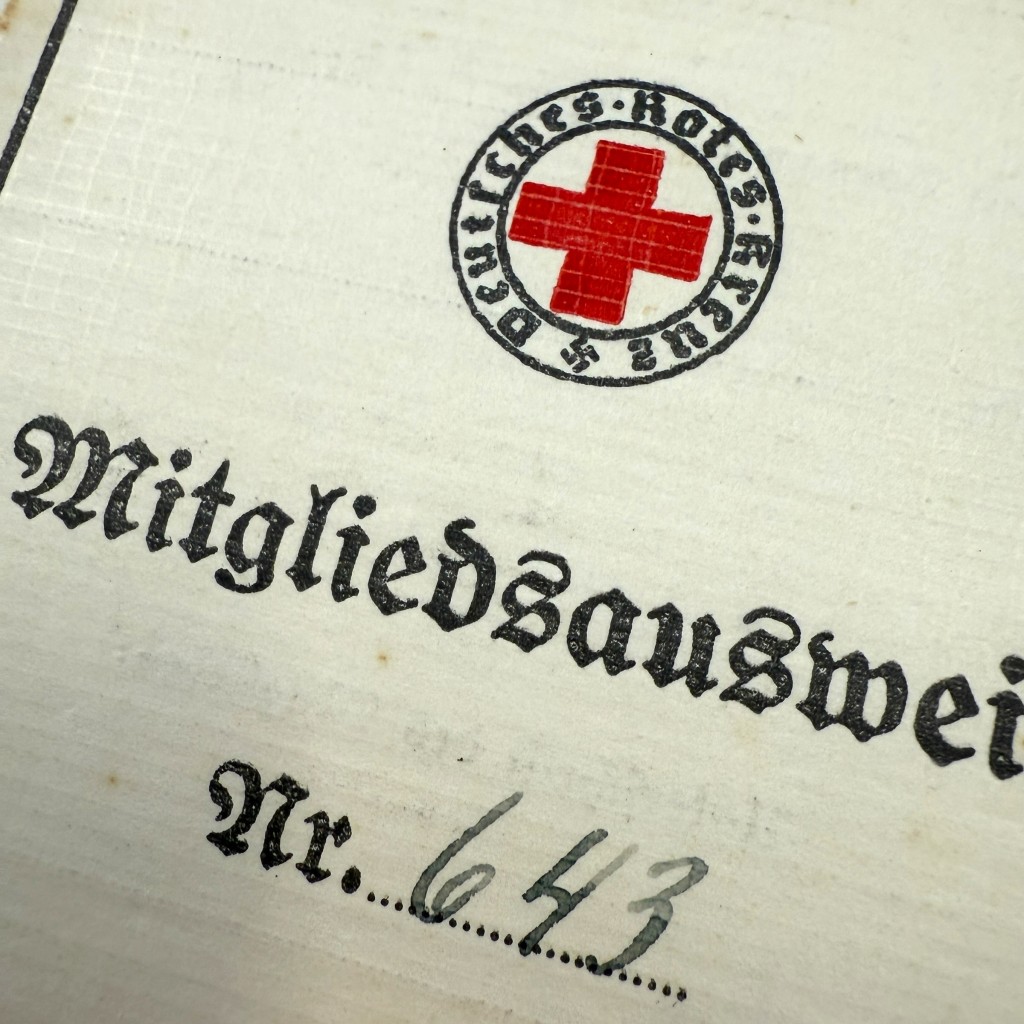 Deutsches · Rotes · Kreuz
Mitgliedsauswei
Nr. 643